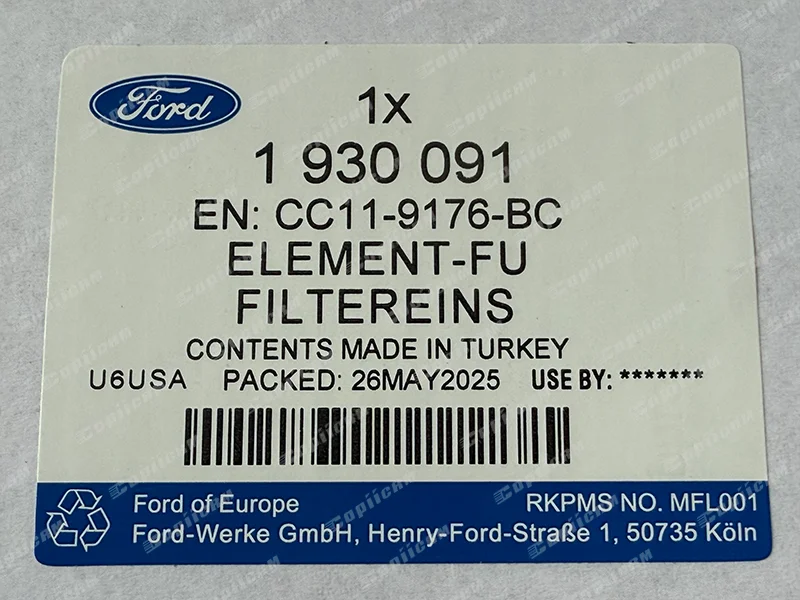 Ford
1x
1 930 091
EN: CC11-9176-BC
ELEMENT-FU
FILTEREINS
CONTENTS MADE IN TURKEY
U6USA PACKED: 26MAY2025 USE BY: *******
Ford of Europe RKPMS NO. MFL001
Ford-Werke GmbH, Henry-Ford-Straße 1, 50735 Köln